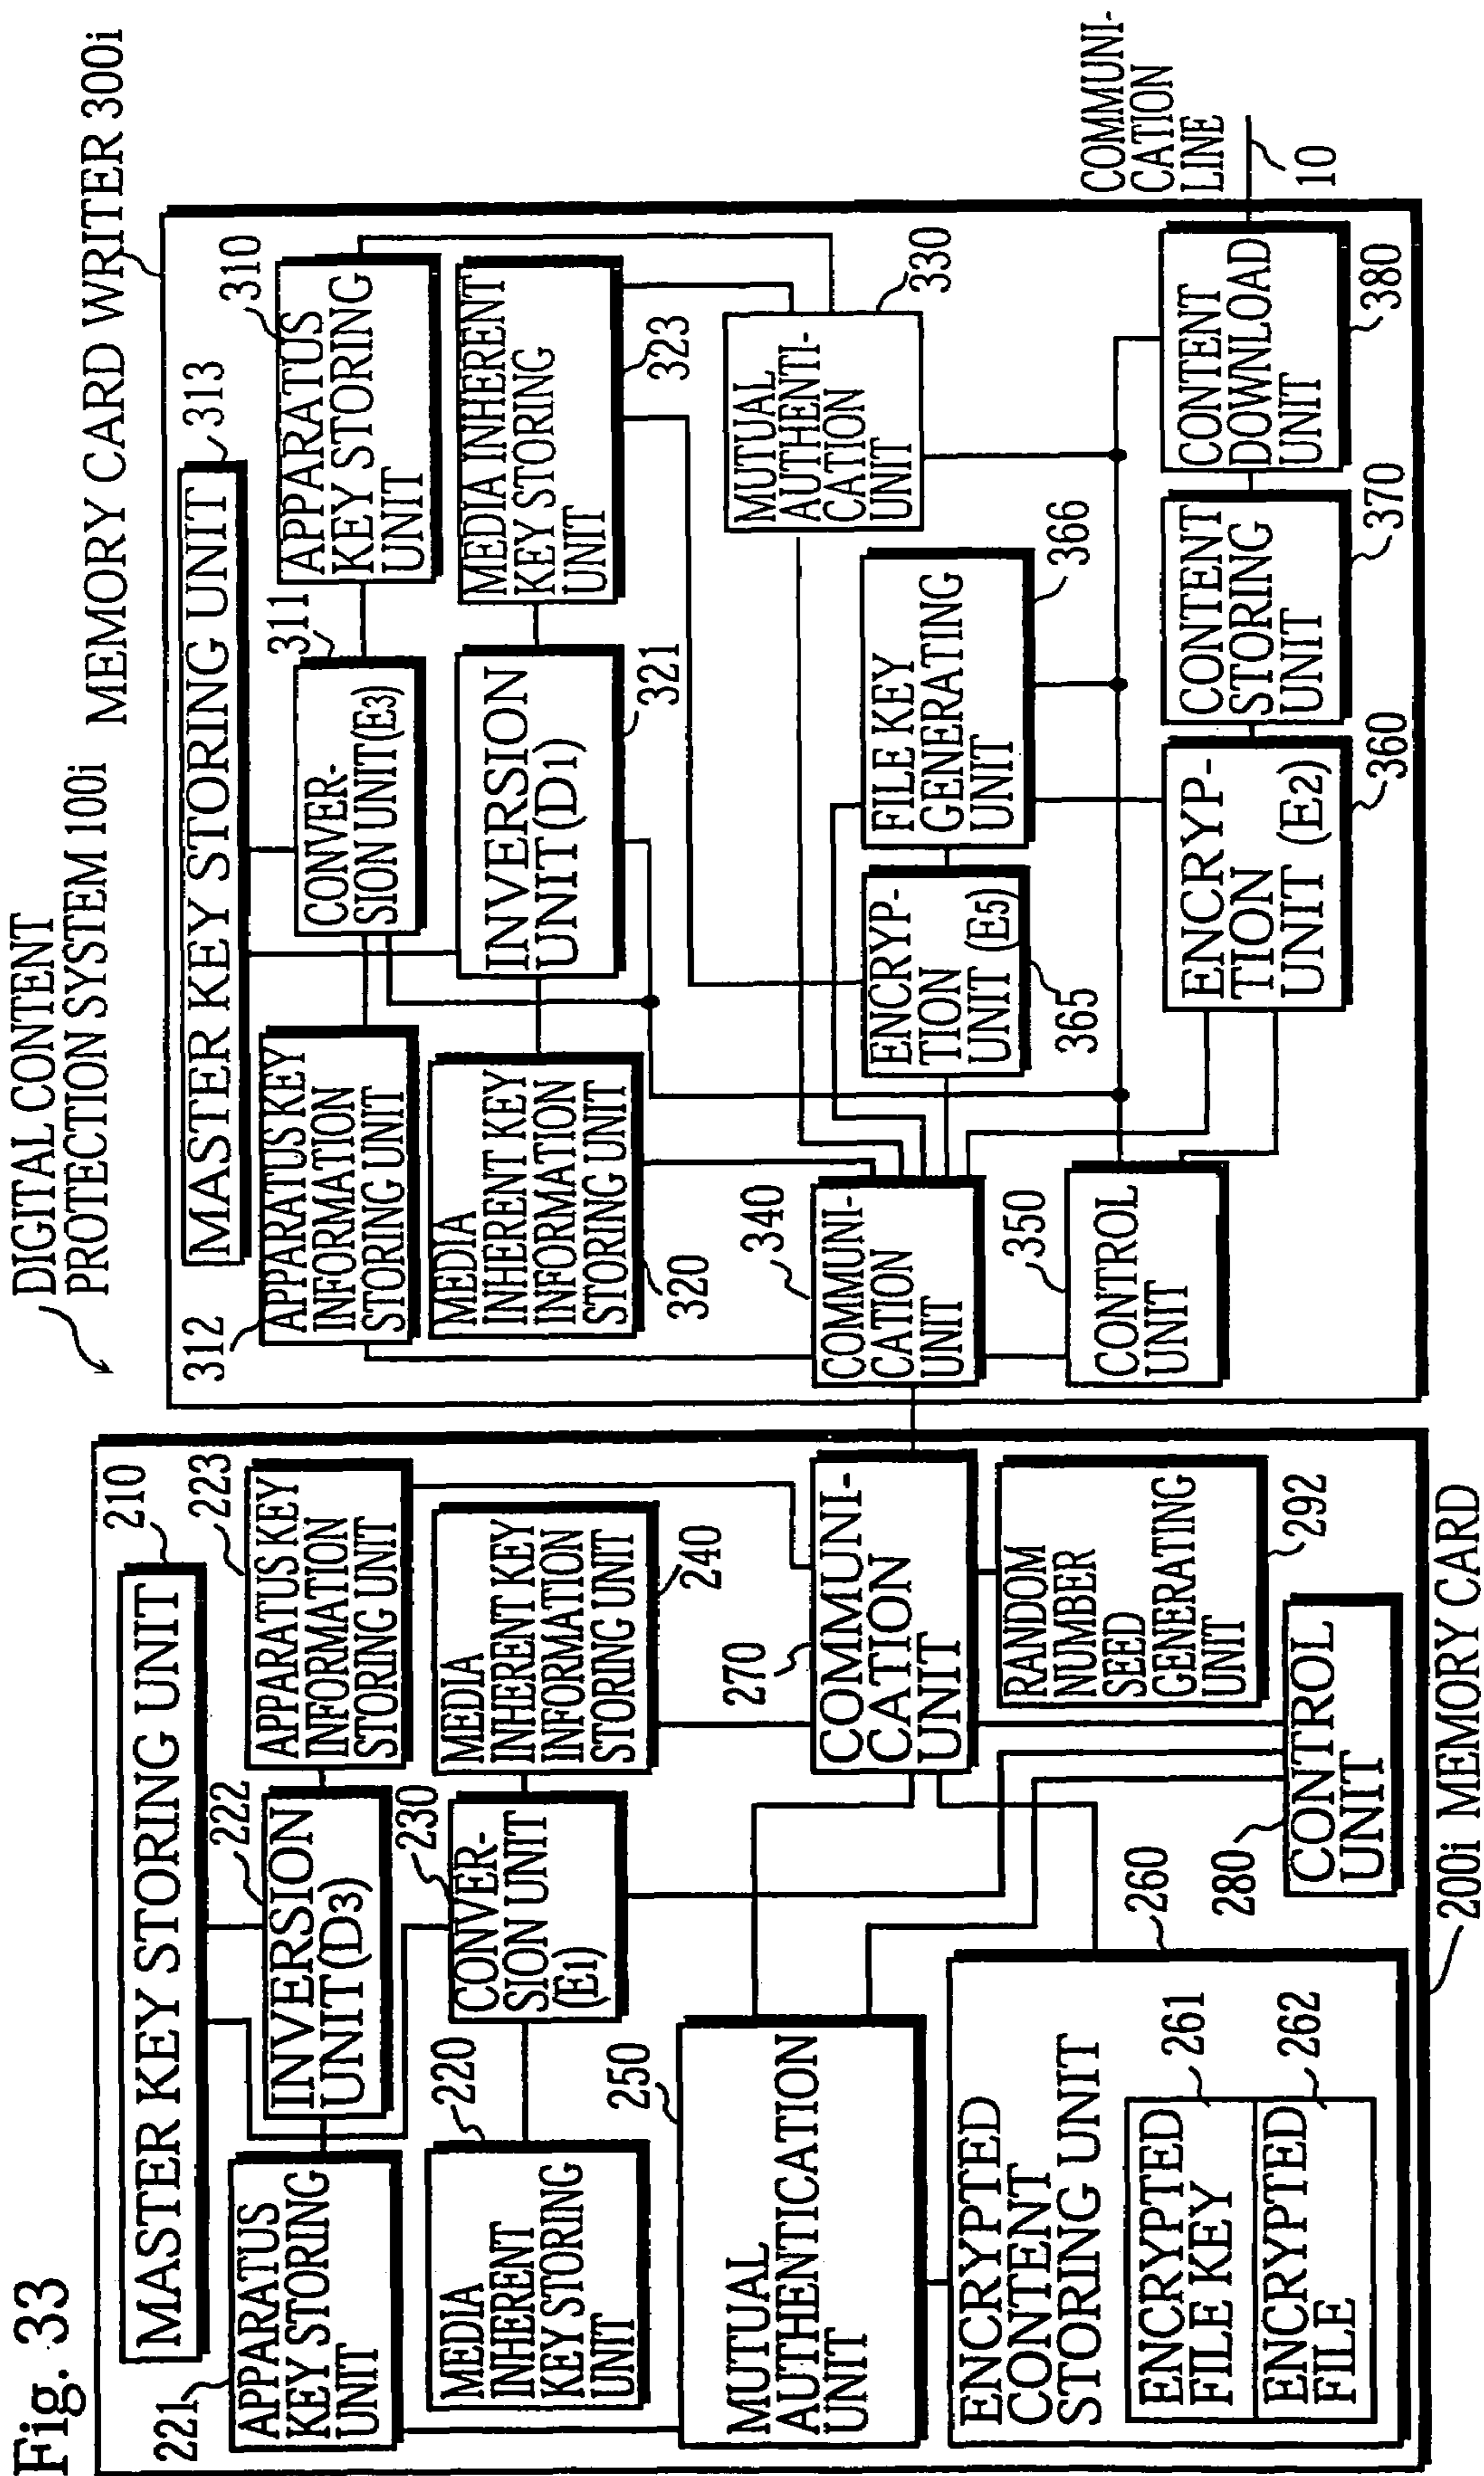 Fig. 33
DIGITAL CONTENT
PROTECTION SYSTEM 100i
MEMORY CARD WRITER 300i
210
MASTER KEY STORING UNIT
221
APPARATUS
KEY STORING
UNIT
222
INVERSION
UNIT (D3)
223
APPARATUS KEY
INFORMATION
STORING UNIT
220
MEDIA
INHERENT
KEY STORING
UNIT
230
CONVER-
SION UNIT
(E1)
MEDIA
INHERENT KEY
INFORMATION
STORING UNIT
240
250
MUTUAL
AUTHENTICATION
UNIT
270
COMMUNI-
CATION
UNIT
RANDOM
NUMBER
SEED
GENERATING
UNIT
292
260
ENCRYPTED
CONTENT
STORING UNIT
261
ENCRYPTED
FILE KEY
262
ENCRYPTED
FILE
280
CONTROL
UNIT
200i MEMORY CARD
MASTER KEY STORING UNIT
313
312
APPARATUS KEY
INFORMATION
STORING UNIT
311
CONVER-
SION UNIT (E3)
310
APPARATUS
KEY STORING
UNIT
MEDIA
INHERENT KEY
INFORMATION
STORING UNIT
320
INVERSION
UNIT (D1)
321
MEDIA INHERENT
KEY STORING
UNIT
323
MUTUAL
AUTHENTI-
CATION
UNIT
330
340
COMMUNI-
CATION
UNIT
ENCRYP-
TION
UNIT (E5)
365
FILE KEY
GENERATING
UNIT
366
350
CONTROL
UNIT
ENCRYP-
TION
UNIT (E2)
360
CONTENT
STORING
UNIT
370
CONTENT
DOWNLOAD
UNIT
380
COMMUNI-
CATION
LINE
10